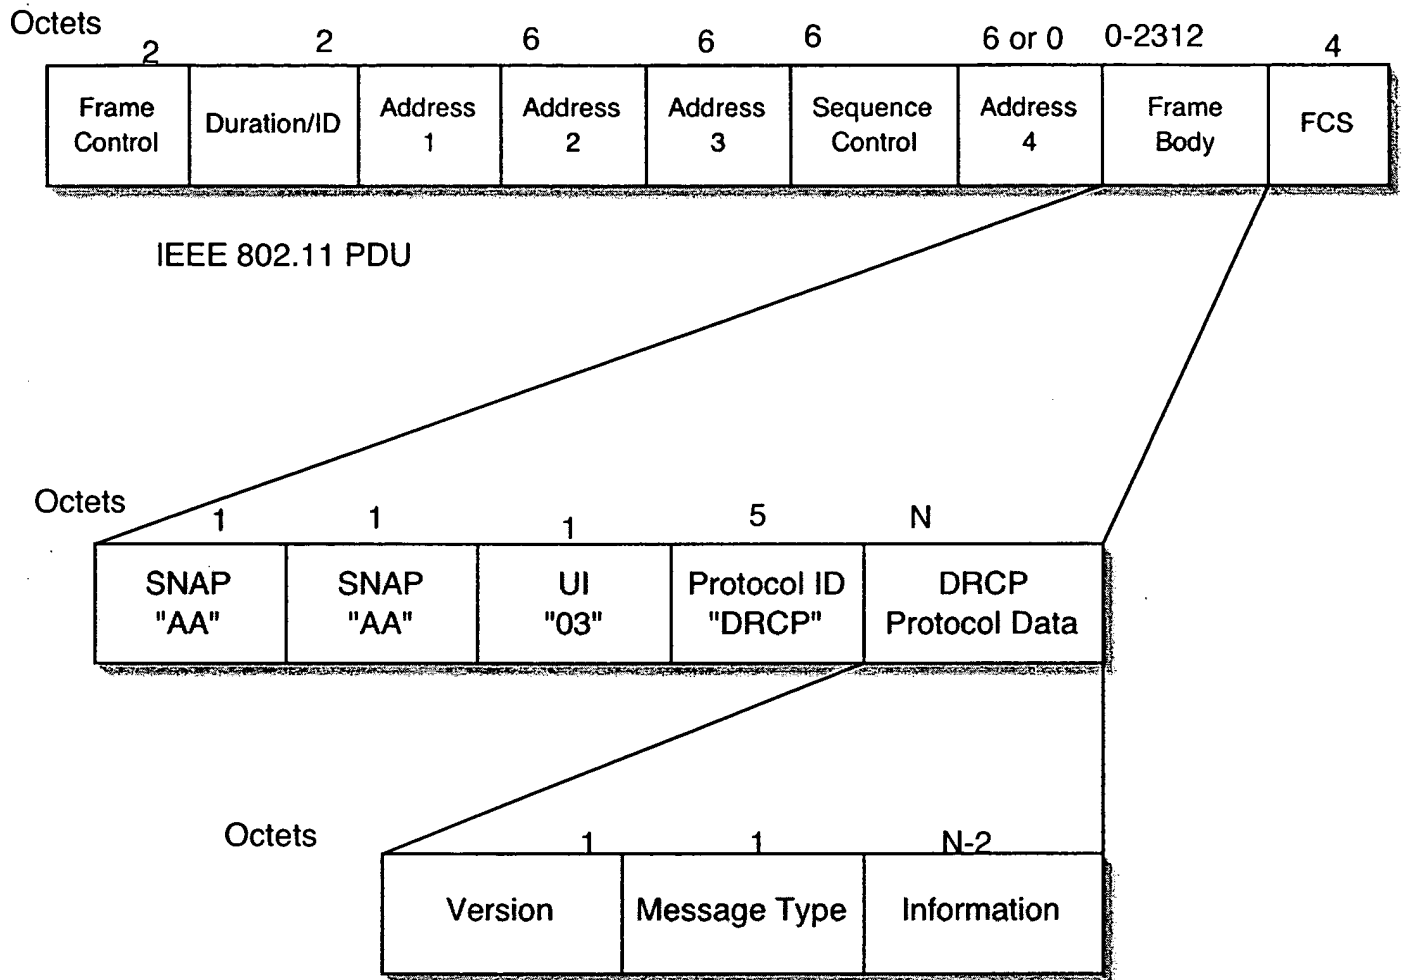 Octets
2 2 6 6 6 6 or 0 0-2312 4
Frame Control Duration/ID Address 1 Address 2 Address 3 Sequence Control Address 4 Frame Body FCS
IEEE 802.11 PDU
Octets
1 1 1 5 N
SNAP "AA" SNAP "AA" UI "03" Protocol ID "DRCP" DRCP Protocol Data
Octets
1 1 N-2
Version Message Type Information